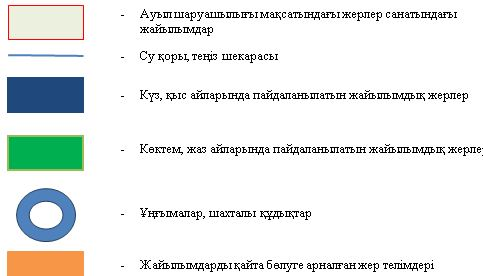 - Ауыл шаруашылығы мақсатындағы жерлер санатындағы
жайылымдар
- Су қоры, теңіз шекарасы
- Күз, қыс айларында пайдаланылатын жайылымдық жерлер
- Көктем, жаз айларында пайдаланылатын жайылымдық жерлер
- Ұңғымалар, шахталы құдықтар
- Жайылымдарды қайта бөлуге арналған жер телімдері